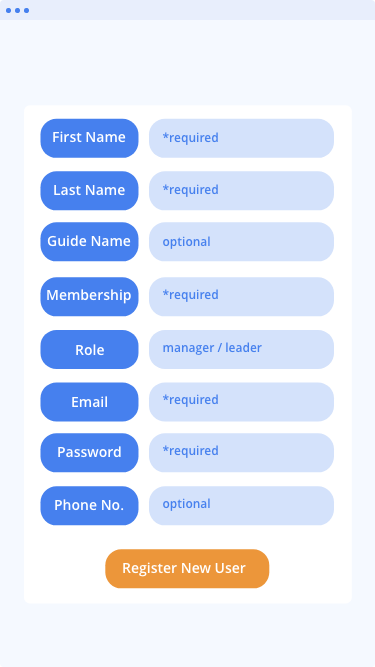 First Name *required
Last Name *required
Guide Name optional
Membership *required
Role manager / leader
Email *required
Password *required
Phone No. optional
Register New User